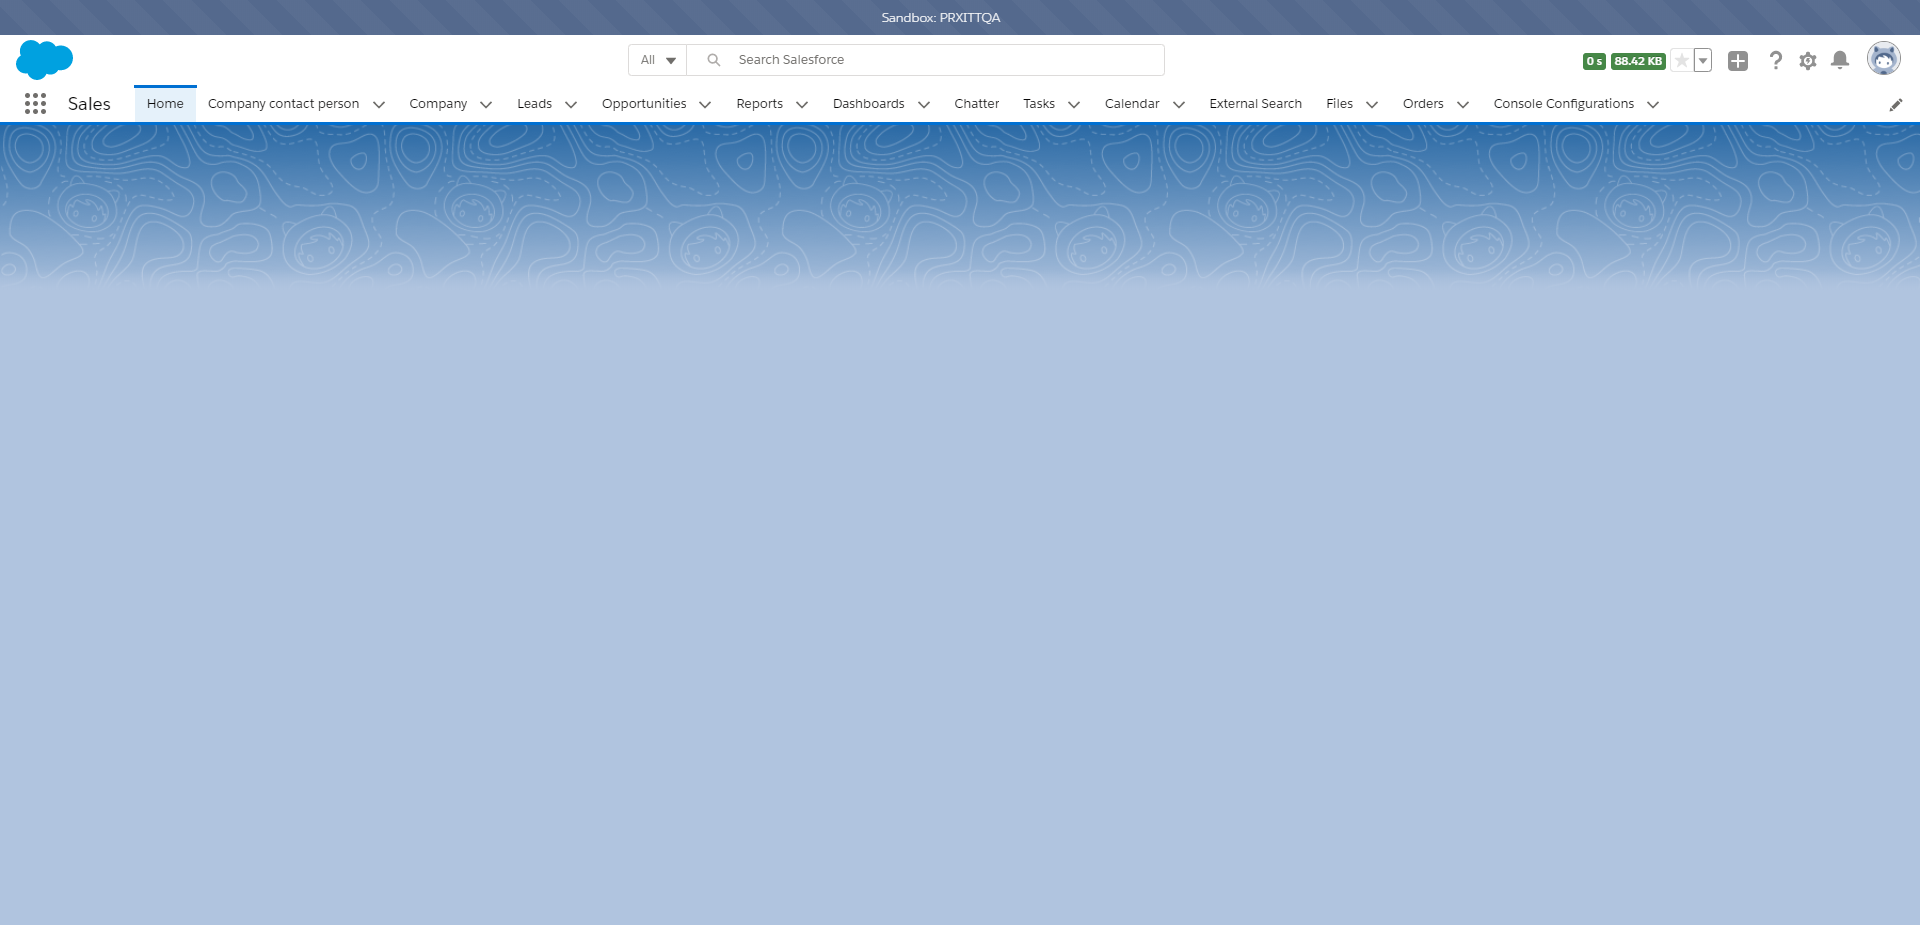 Sandbox: PRXITTQA
All Search Salesforce 0 s 88.42 KB
Sales Home Company contact person Company Leads Opportunities Reports Dashboards Chatter Tasks Calendar External Search Files Orders Console Configurations